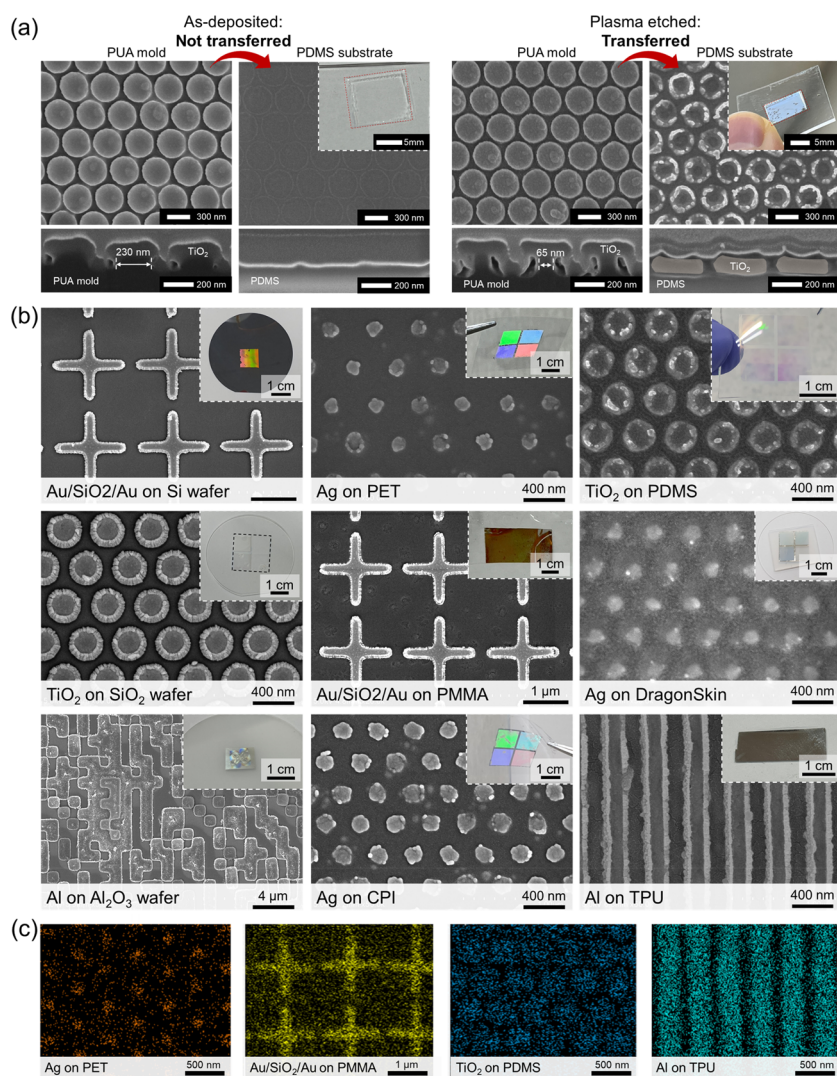 (a)
As-deposited:
Not transferred
PUA mold
PDMS substrate
Plasma etched:
Transferred
PUA mold
PDMS substrate
5mm
5mm
300 nm
300 nm
300 nm
300 nm
230 nm
TiO₂
PUA mold
200 nm
PDMS
200 nm
65 nm
TiO₂
PUA mold
200 nm
TiO₂
PDMS
200 nm
(b)
1 cm
Au/SiO2/Au on Si wafer
1 cm
Ag on PET
400 nm
1 cm
TiO₂ on PDMS
400 nm
1 cm
TiO₂ on SiO₂ wafer
400 nm
1 cm
Au/SiO2/Au on PMMA
1 μm
1 cm
Ag on DragonSkin
400 nm
1 cm
Al on Al₂O₃ wafer
4 μm
1 cm
Ag on CPI
400 nm
1 cm
Al on TPU
400 nm
(c)
Ag on PET
500 nm
Au/SiO₂/Au on PMMA
1 μm
TiO₂ on PDMS
500 nm
Al on TPU
500 nm